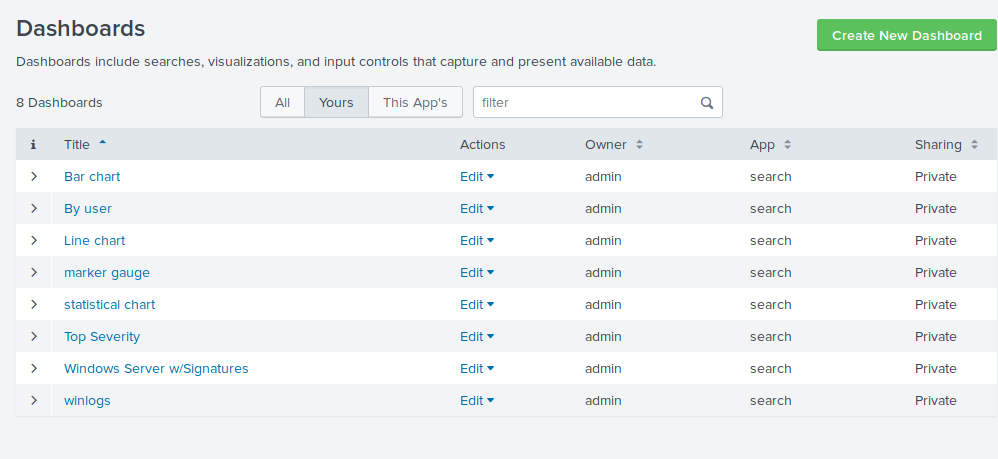 Dashboards
Create New Dashboard
Dashboards include searches, visualizations, and input controls that capture and present available data.
8 Dashboards All Yours This App's filter
i Title Actions Owner App Sharing
Bar chart Edit admin search Private
By user Edit admin search Private
Line chart Edit admin search Private
marker gauge Edit admin search Private
statistical chart Edit admin search Private
Top Severity Edit admin search Private
Windows Server w/Signatures Edit admin search Private
winlogs Edit admin search Private